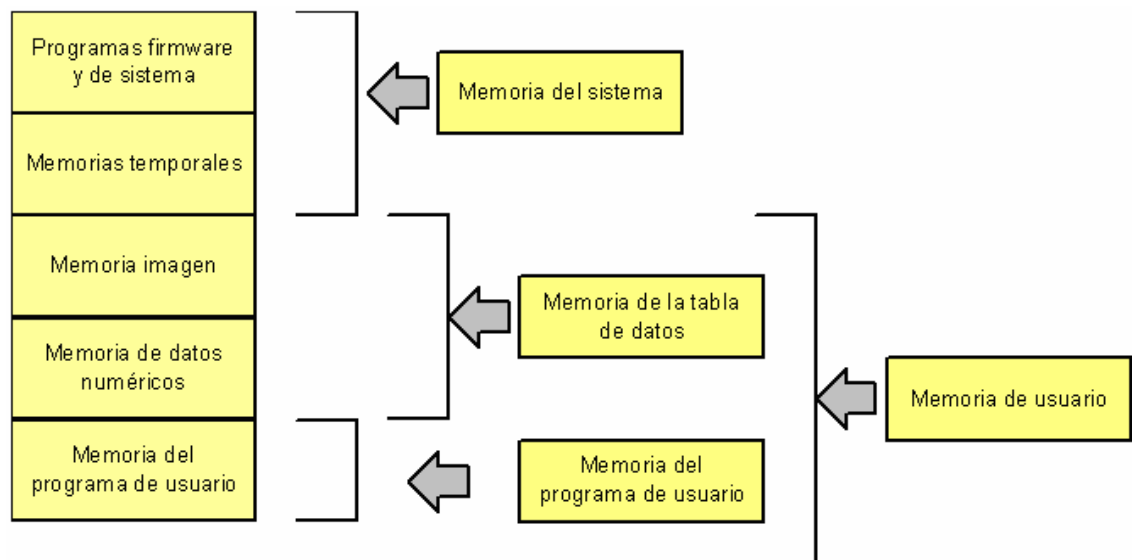 Programas firmware
y de sistema
Memorias temporales
Memoria imagen
Memoria de datos
numéricos
Memoria del
programa de usuario
Memoria del sistema
Memoria de la tabla
de datos
Memoria del
programa de usuario
Memoria de usuario